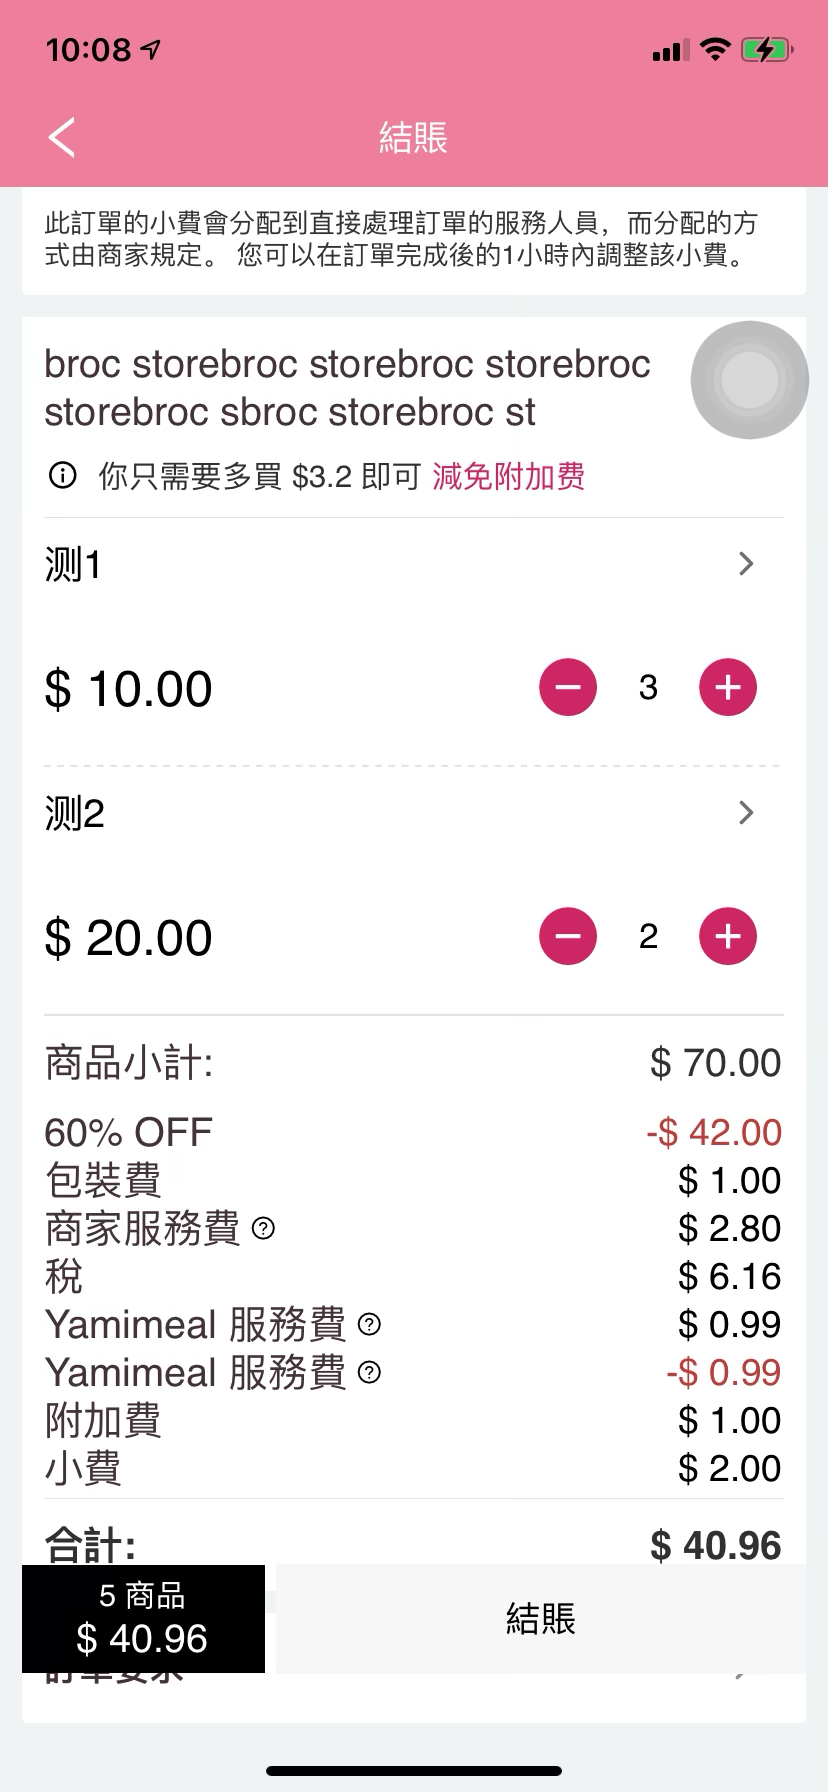 10:08
結賬
此訂單的小費會分配到直接處理訂單的服務人員，而分配的方
式由商家規定。 您可以在訂單完成後的1小時內調整該小費。
broc storebroc storebroc storebroc
storebroc sbroc storebroc st
你只需要多買 $3.2 即可 減免附加费
测1
$ 10.00
3
测2
$ 20.00
2
商品小計: $ 70.00
60% OFF -$ 42.00
包裝費 $ 1.00
商家服務費 $ 2.80
稅 $ 6.16
Yamimeal 服務費 $ 0.99
Yamimeal 服務費 -$ 0.99
附加費 $ 1.00
小費 $ 2.00
合計: $ 40.96
5 商品
$ 40.96
結賬